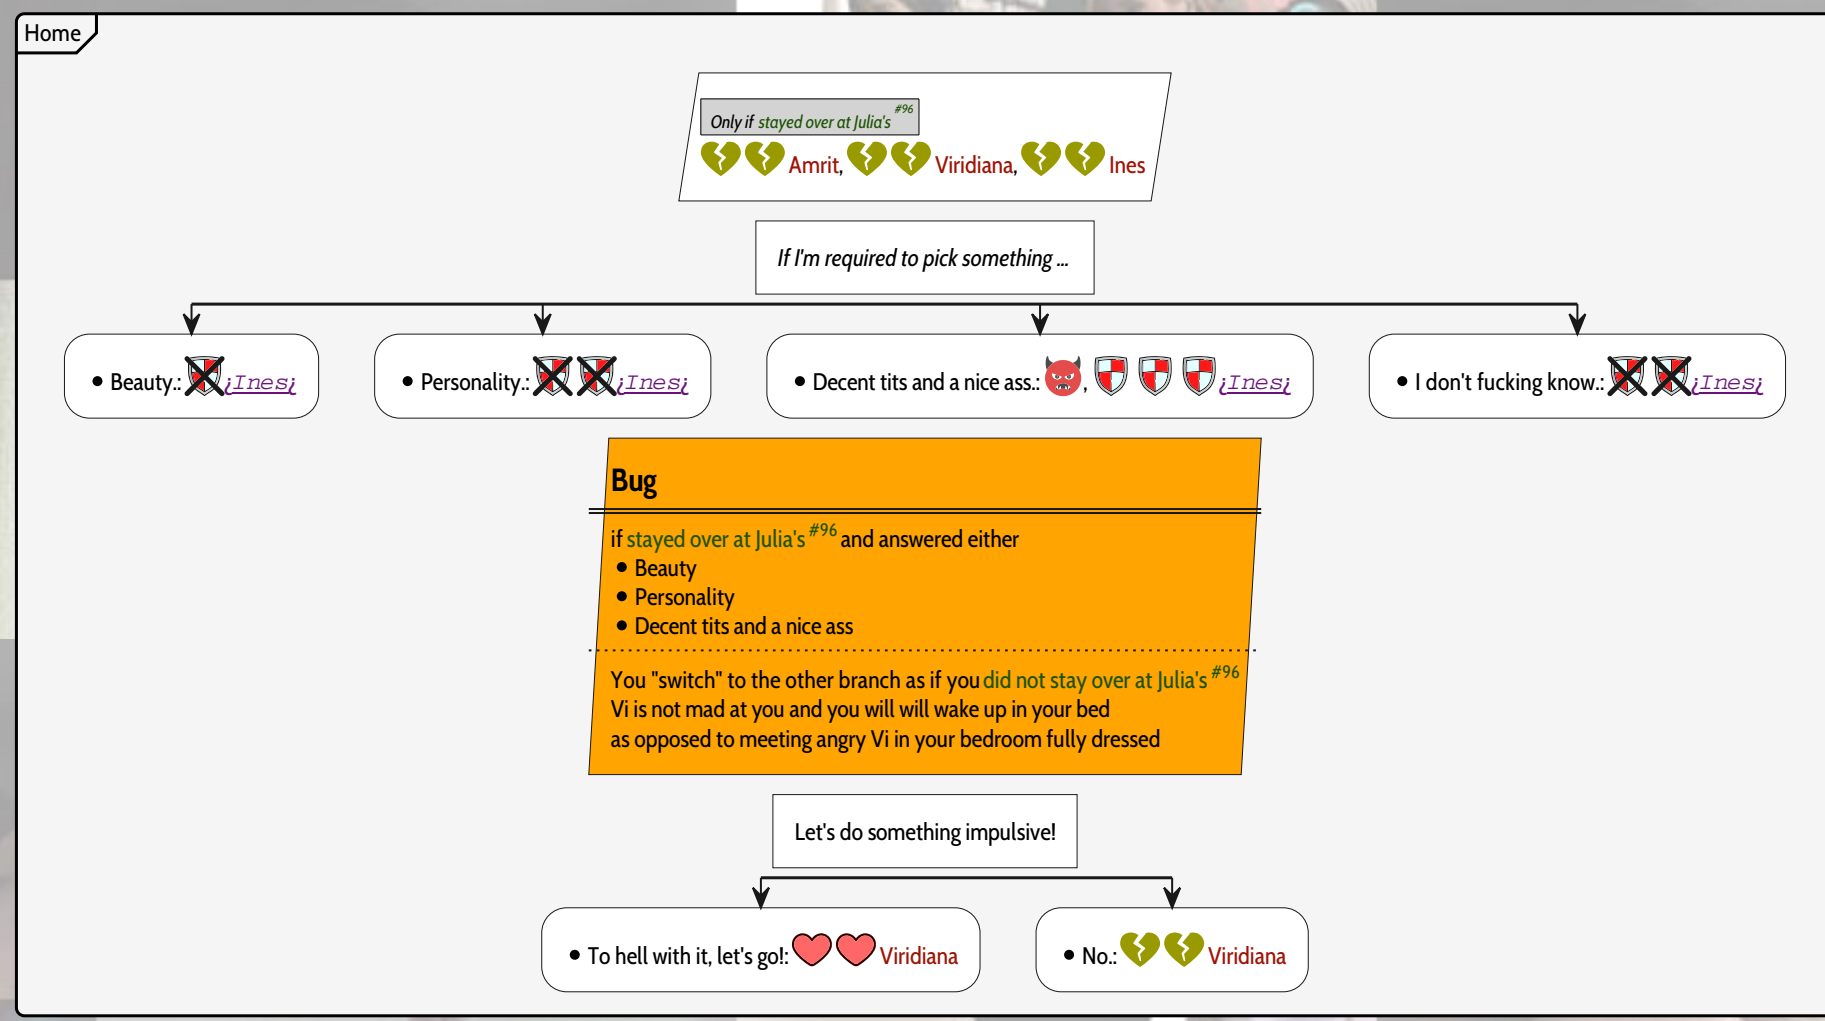 Home
Only if stayed over at Julia's #96
Amrit, Viridiana, Ines
If I'm required to pick something ...
• Beauty.: ¿Ines¿
• Personality.: ¿Ines¿
• Decent tits and a nice ass.: , ¿Ines¿
• I don't fucking know.: ¿Ines¿
Bug
if stayed over at Julia's #96 and answered either
• Beauty
• Personality
• Decent tits and a nice ass
You "switch" to the other branch as if you did not stay over at Julia's #96
Vi is not mad at you and you will will wake up in your bed
as opposed to meeting angry Vi in your bedroom fully dressed
Let's do something impulsive!
• To hell with it, let's go!: Viridiana
• No.: Viridiana